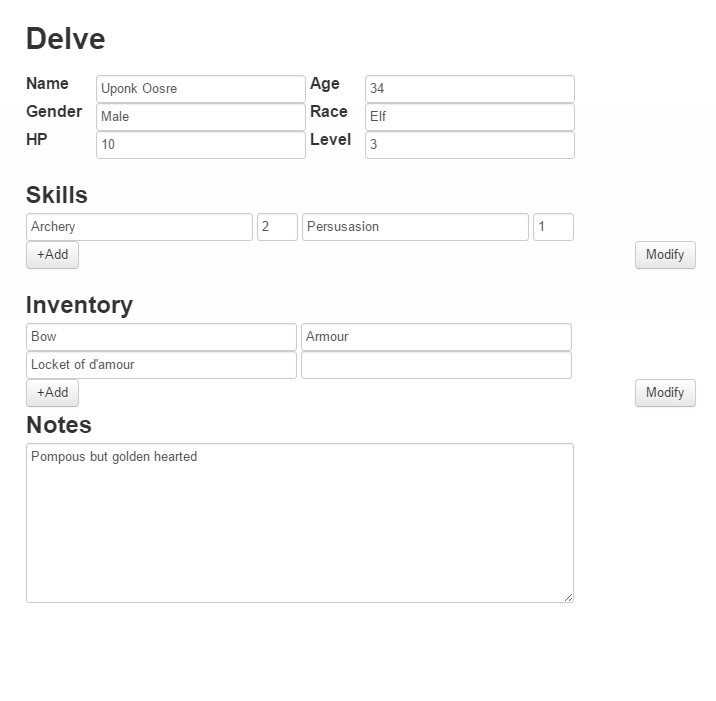 Delve
Name Uponk Oosre Age 34
Gender Male Race Elf
HP 10 Level 3
Skills
Archery 2 Persusasion 1
+Add Modify
Inventory
Bow Armour
Locket of d'amour
+Add Modify
Notes
Pompous but golden hearted